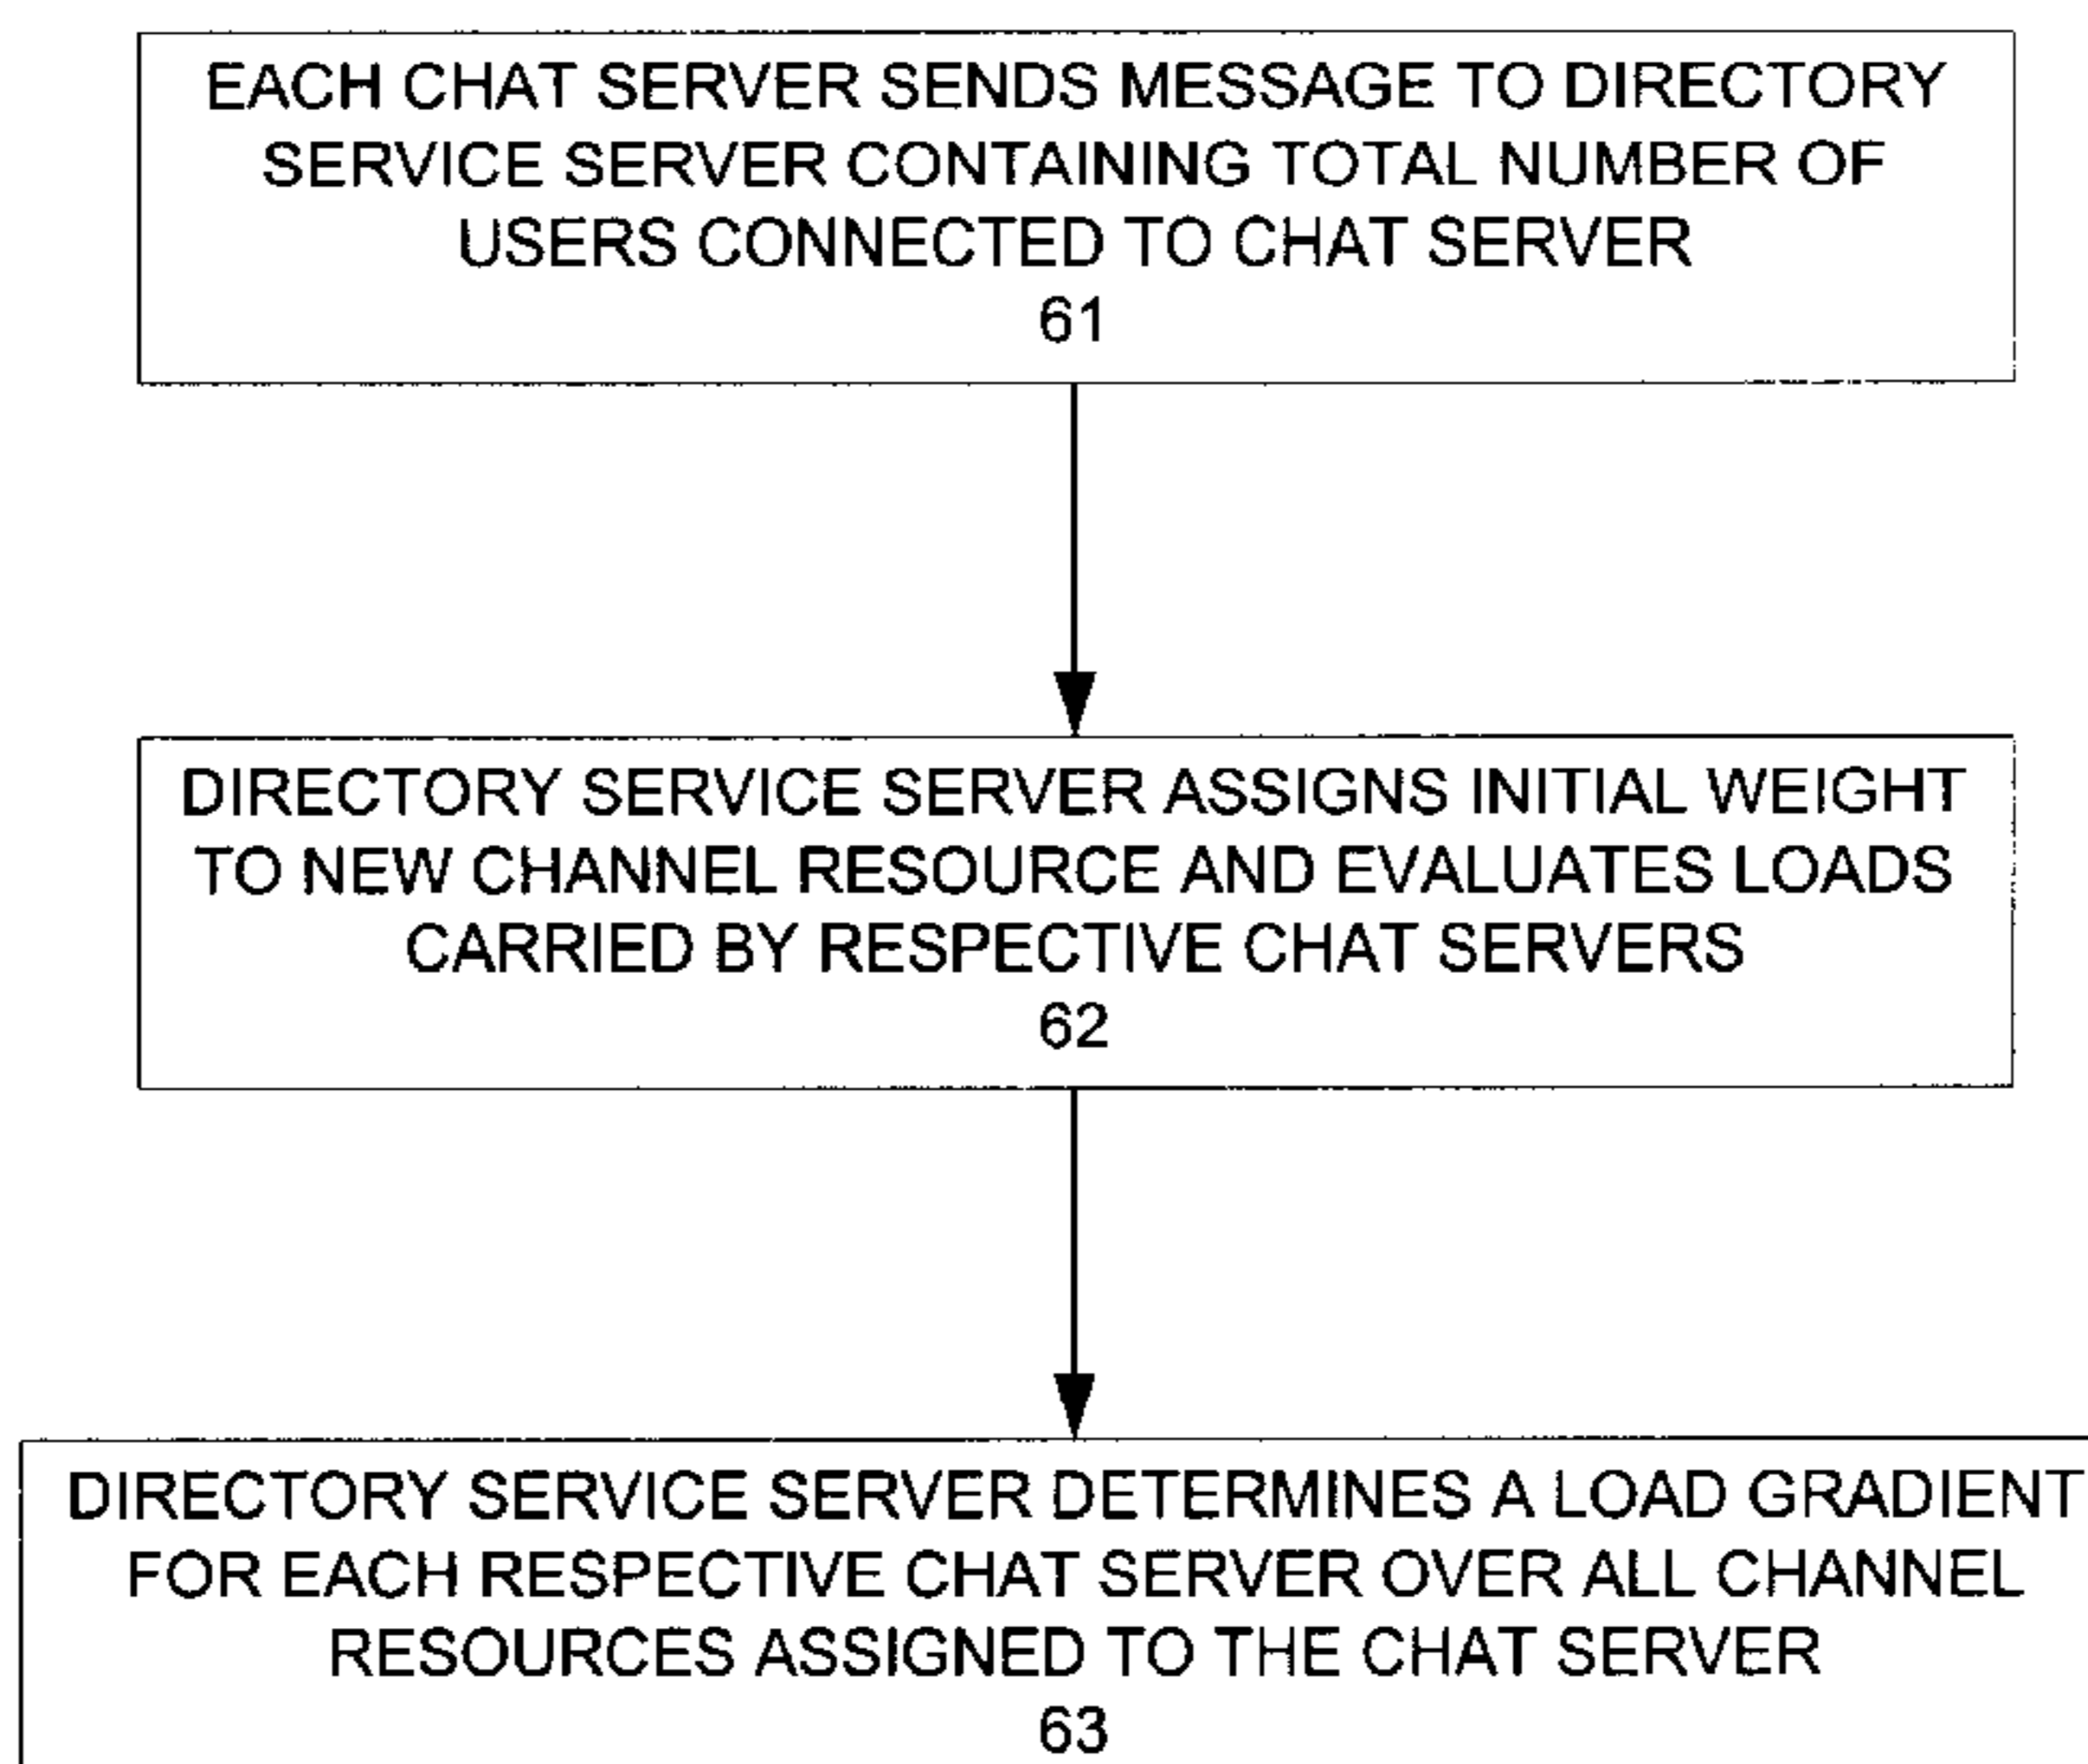 EACH CHAT SERVER SENDS MESSAGE TO DIRECTORY
SERVICE SERVER CONTAINING TOTAL NUMBER OF
USERS CONNECTED TO CHAT SERVER
61
DIRECTORY SERVICE SERVER ASSIGNS INITIAL WEIGHT
TO NEW CHANNEL RESOURCE AND EVALUATES LOADS
CARRIED BY RESPECTIVE CHAT SERVERS
62
DIRECTORY SERVICE SERVER DETERMINES A LOAD GRADIENT
FOR EACH RESPECTIVE CHAT SERVER OVER ALL CHANNEL
RESOURCES ASSIGNED TO THE CHAT SERVER
63